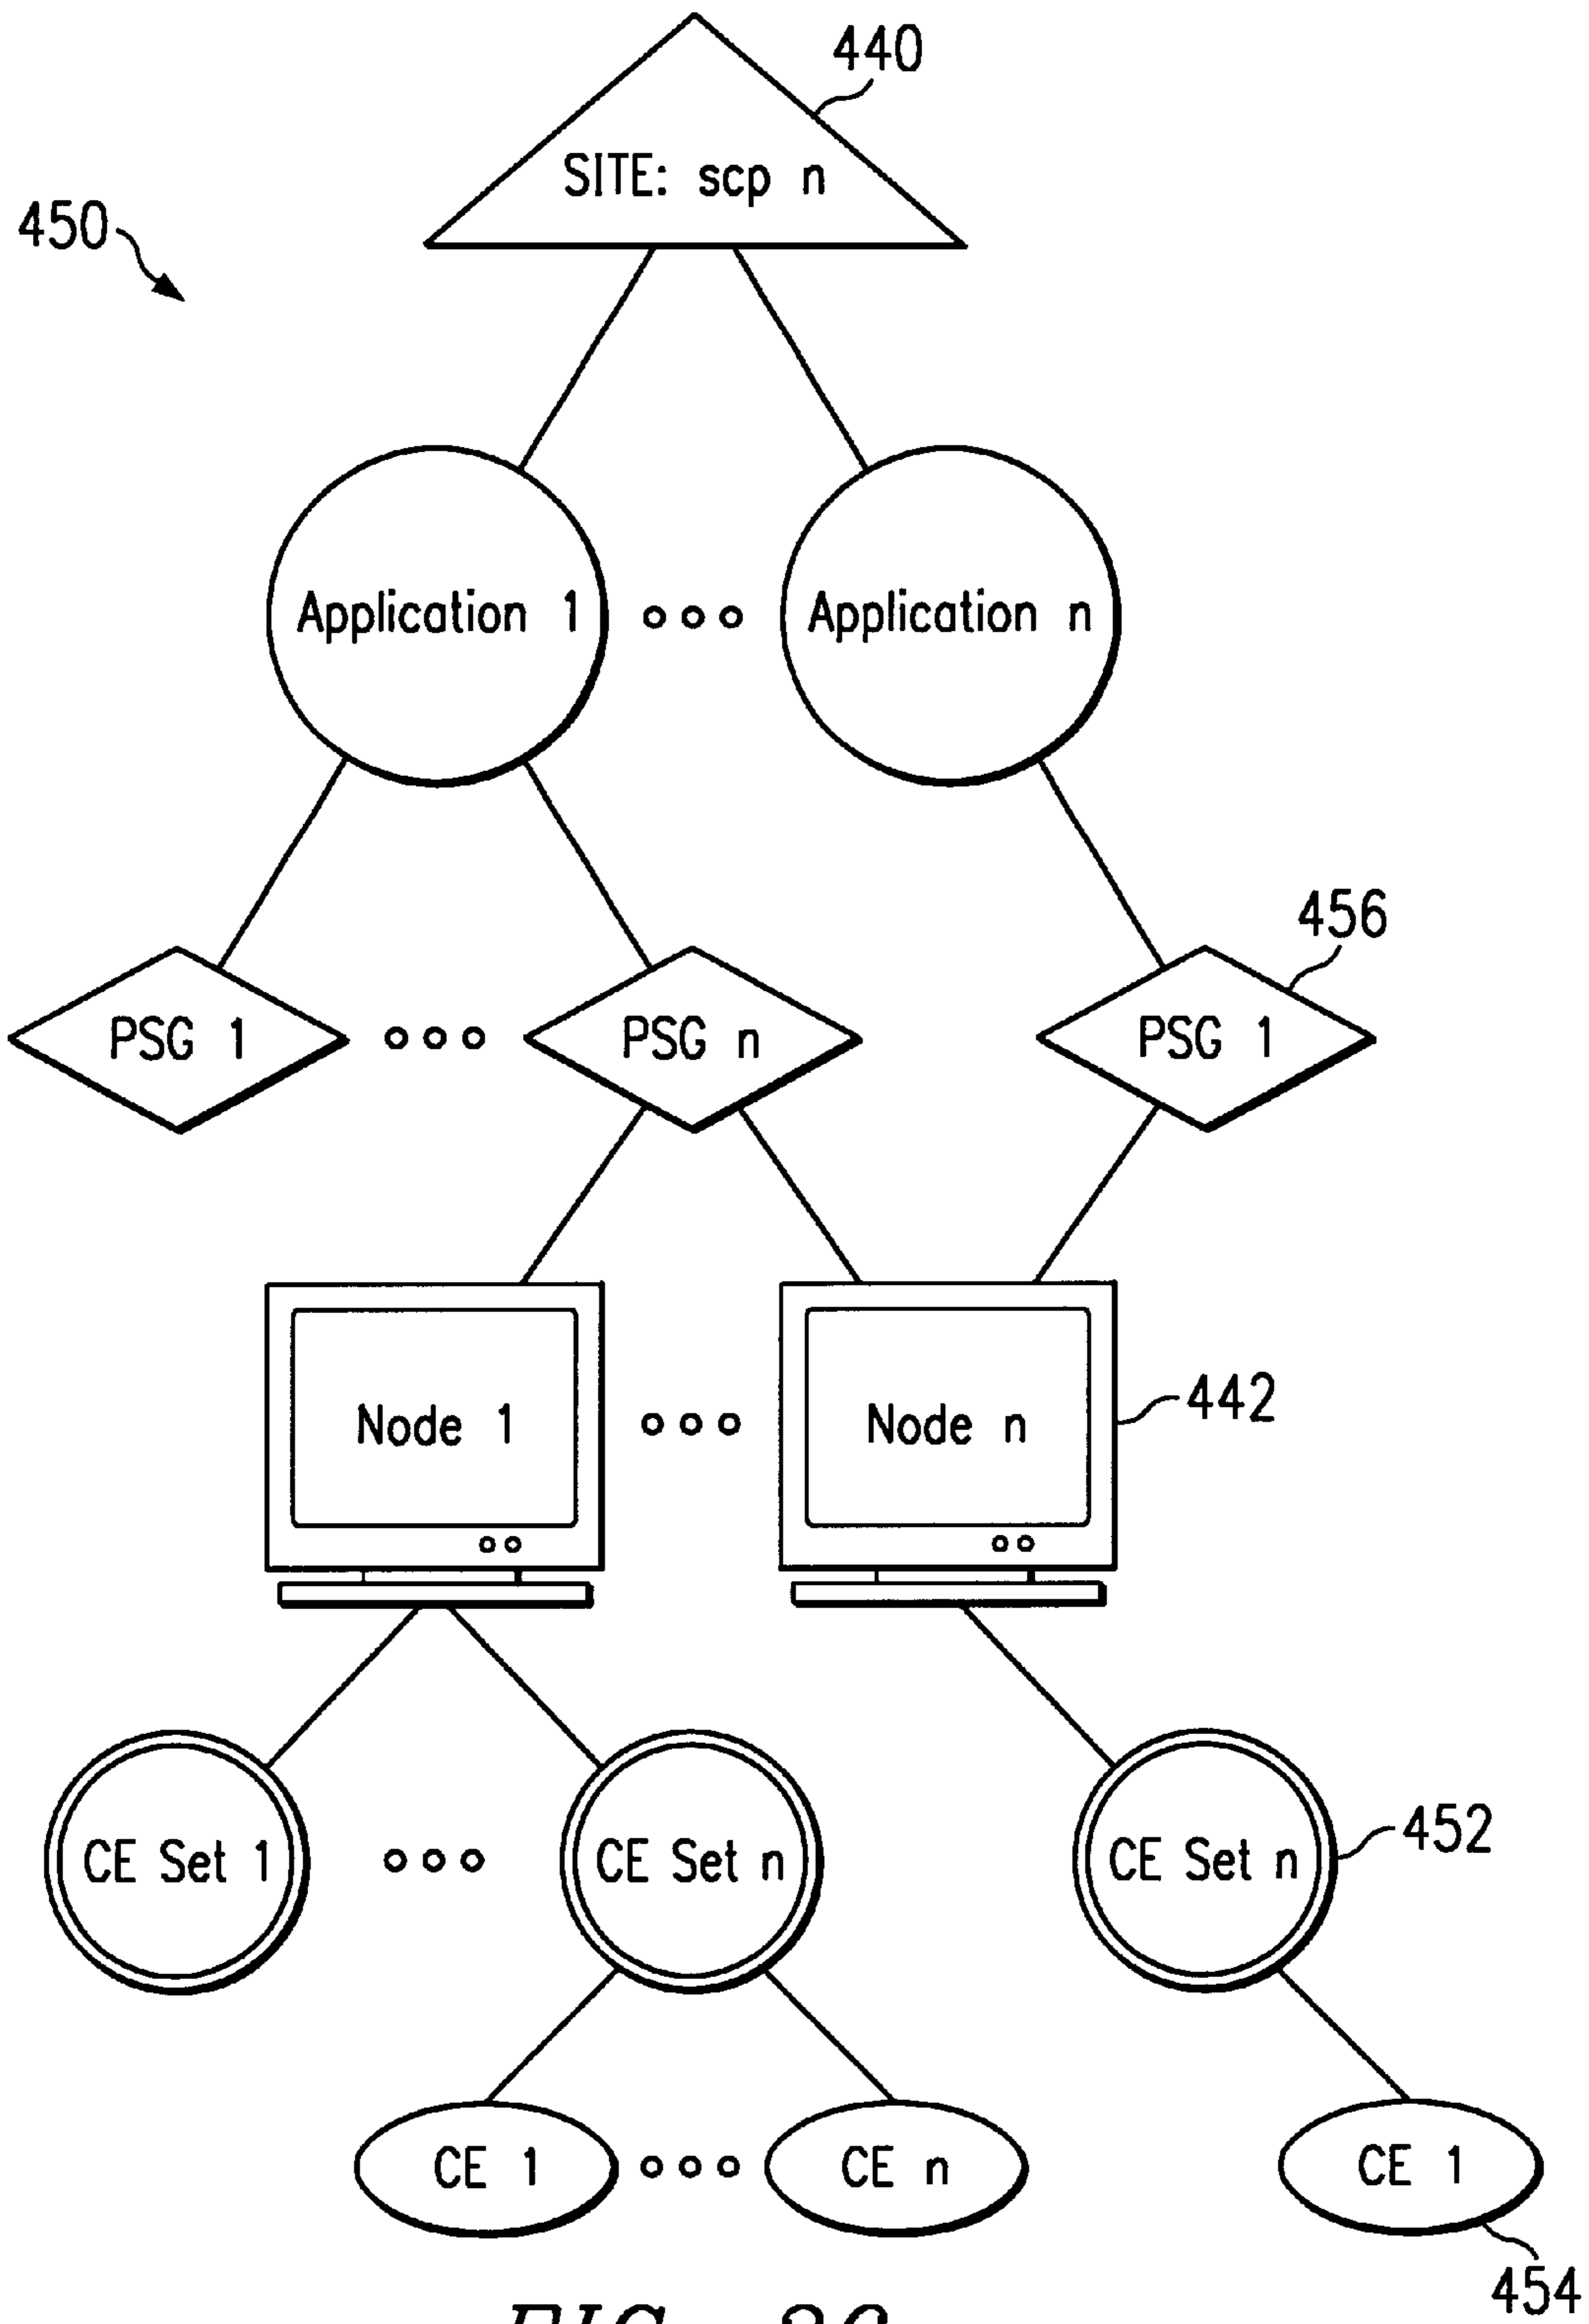 440
SITE: scp n
450
Application 1
Application n
456
PSG 1
PSG n
PSG 1
442
Node 1
Node n
452
CE Set 1
CE Set n
CE Set n
CE 1
CE n
CE 1
454